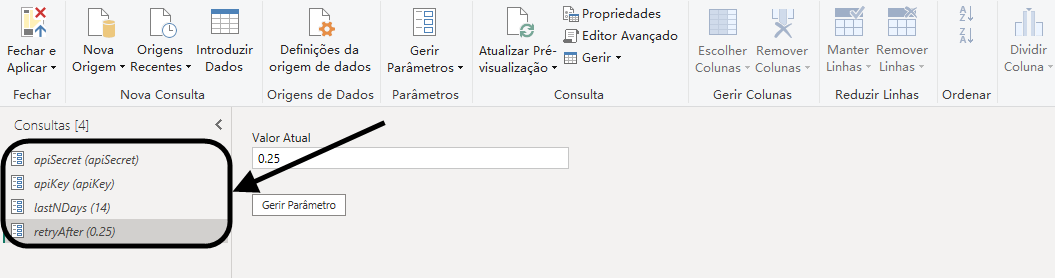 Fechar e Aplicar
Nova Origem
Origens Recentes
Introduzir Dados
Definições da origem de dados
Gerir Parâmetros
Atualizar Pré-visualização
Propriedades
Editor Avançado
Gerir
Escolher Colunas
Remover Colunas
Manter Linhas
Remover Linhas
A
Z
Z
A
Dividir Coluna
Fechar
Nova Consulta
Origens de Dados
Parâmetros
Consulta
Gerir Colunas
Reduzir Linhas
Ordenar
Consultas [4]
apiSecret (apiSecret)
apiKey (apiKey)
lastNDays (14)
retryAfter (0.25)
Valor Atual
0.25
Gerir Parâmetro